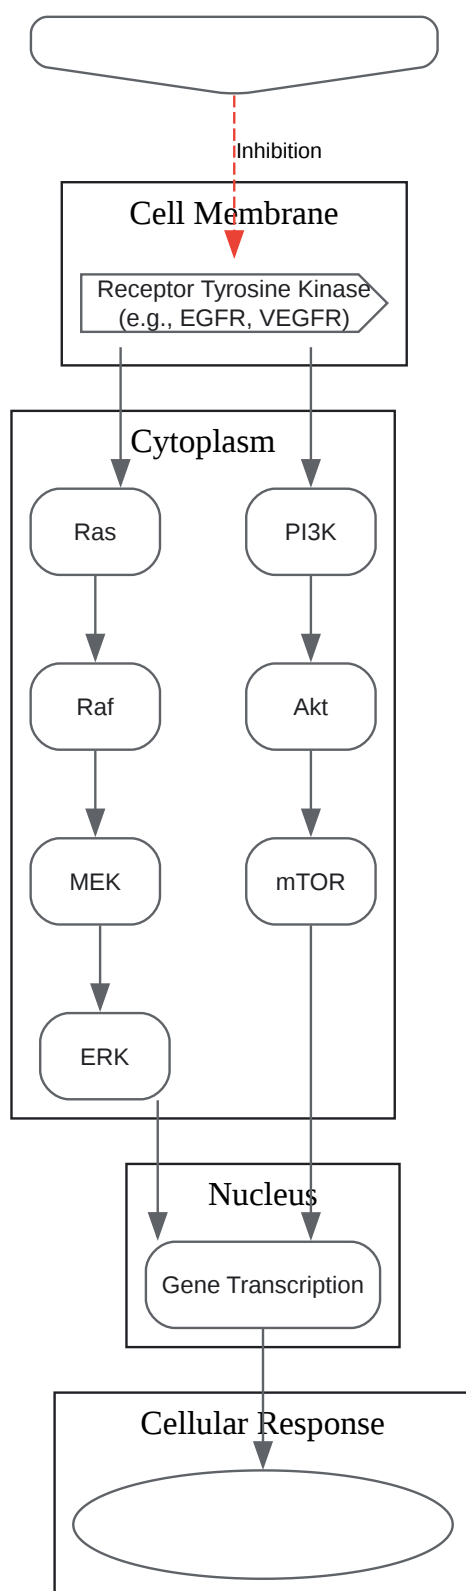 Inhibition
Cell Membrane
Receptor Tyrosine Kinase
(e.g., EGFR, VEGFR)
Cytoplasm
Ras
PI3K
Raf
Akt
MEK
mTOR
ERK
Nucleus
Gene Transcription
Cellular Response